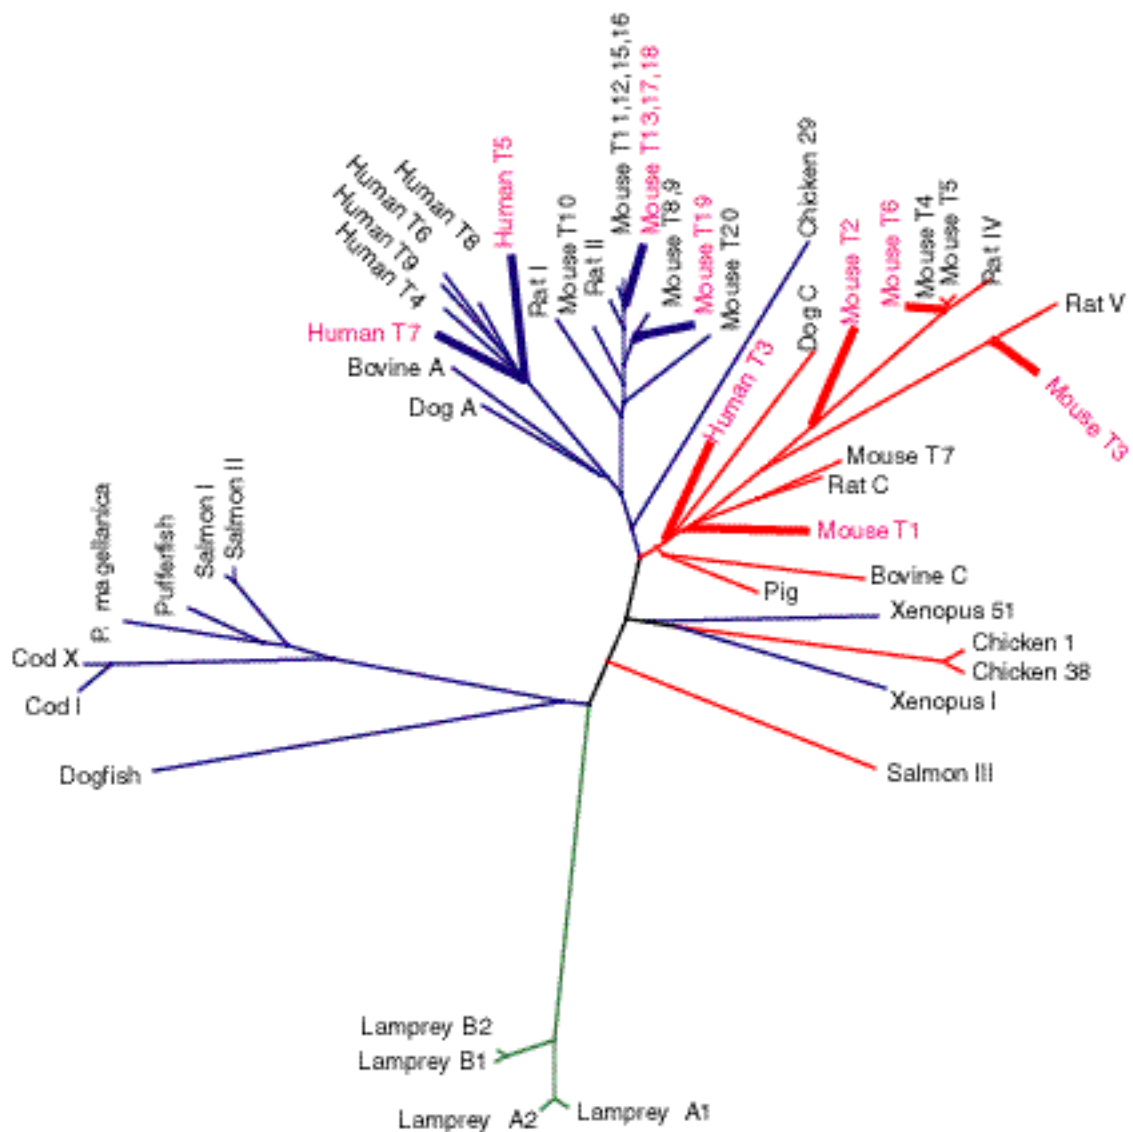 Human T8
Human T6
Human T9
Human T4
Human T7
Bovine A
Dog A
Human T5
Rat I
Mouse T10
Rat II
Mouse T11,12,15,16
Mouse T13,17,18
Mouse T8,9
Mouse T19
Mouse T20
Chicken 29
Human T3
Dog C
Mouse T2
Mouse T6
Mouse T4
Mouse T5
Rat IV
Rat V
Mouse T3
Mouse T7
Rat C
Mouse T1
Bovine C
Pig
Xenopus 51
Chicken 1
Chicken 38
Xenopus I
Salmon III
Salmon II
Salmon I
Pufferfish
P. magellanica
Cod X
Cod I
Dogfish
Lamprey B2
Lamprey B1
Lamprey A2
Lamprey A1